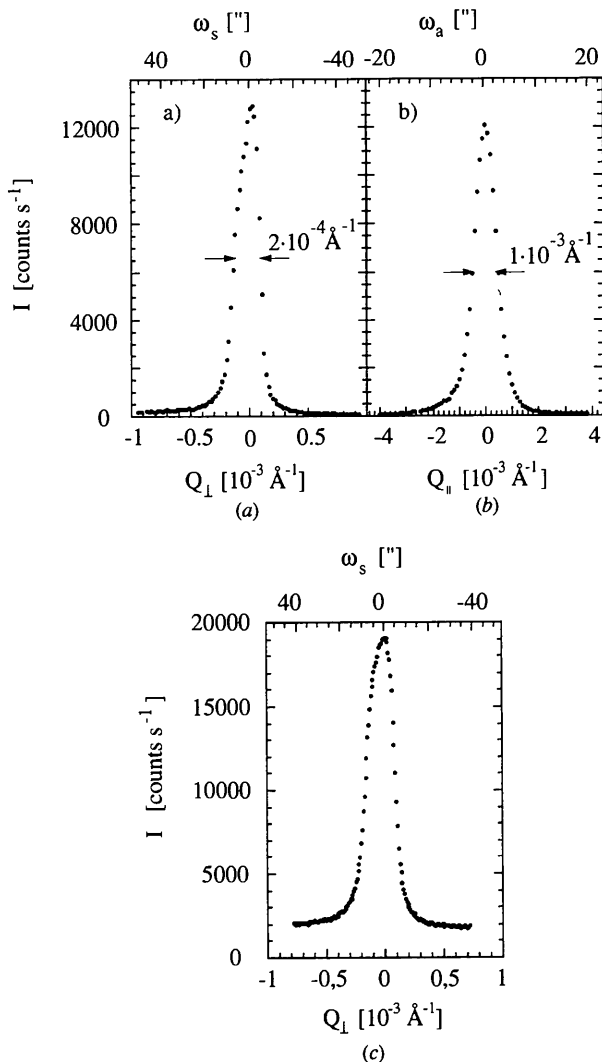 ω_s ["]
ω_a ["]
40 0 -40
-20 0 20
a)
b)
12000
8000
4000
0
I [counts s⁻¹]
2·10⁻⁴Å⁻¹
1·10⁻³Å⁻¹
-1 -0.5 0 0.5
-4 -2 0 2 4
Q⊥ [10⁻³ Å⁻¹]
Q∥ [10⁻³ Å⁻¹]
(a)
(b)
ω_s ["]
40 0 -40
20000
15000
10000
5000
0
I [counts s⁻¹]
-1 -0,5 0 0,5 1
Q⊥ [10⁻³ Å⁻¹]
(c)